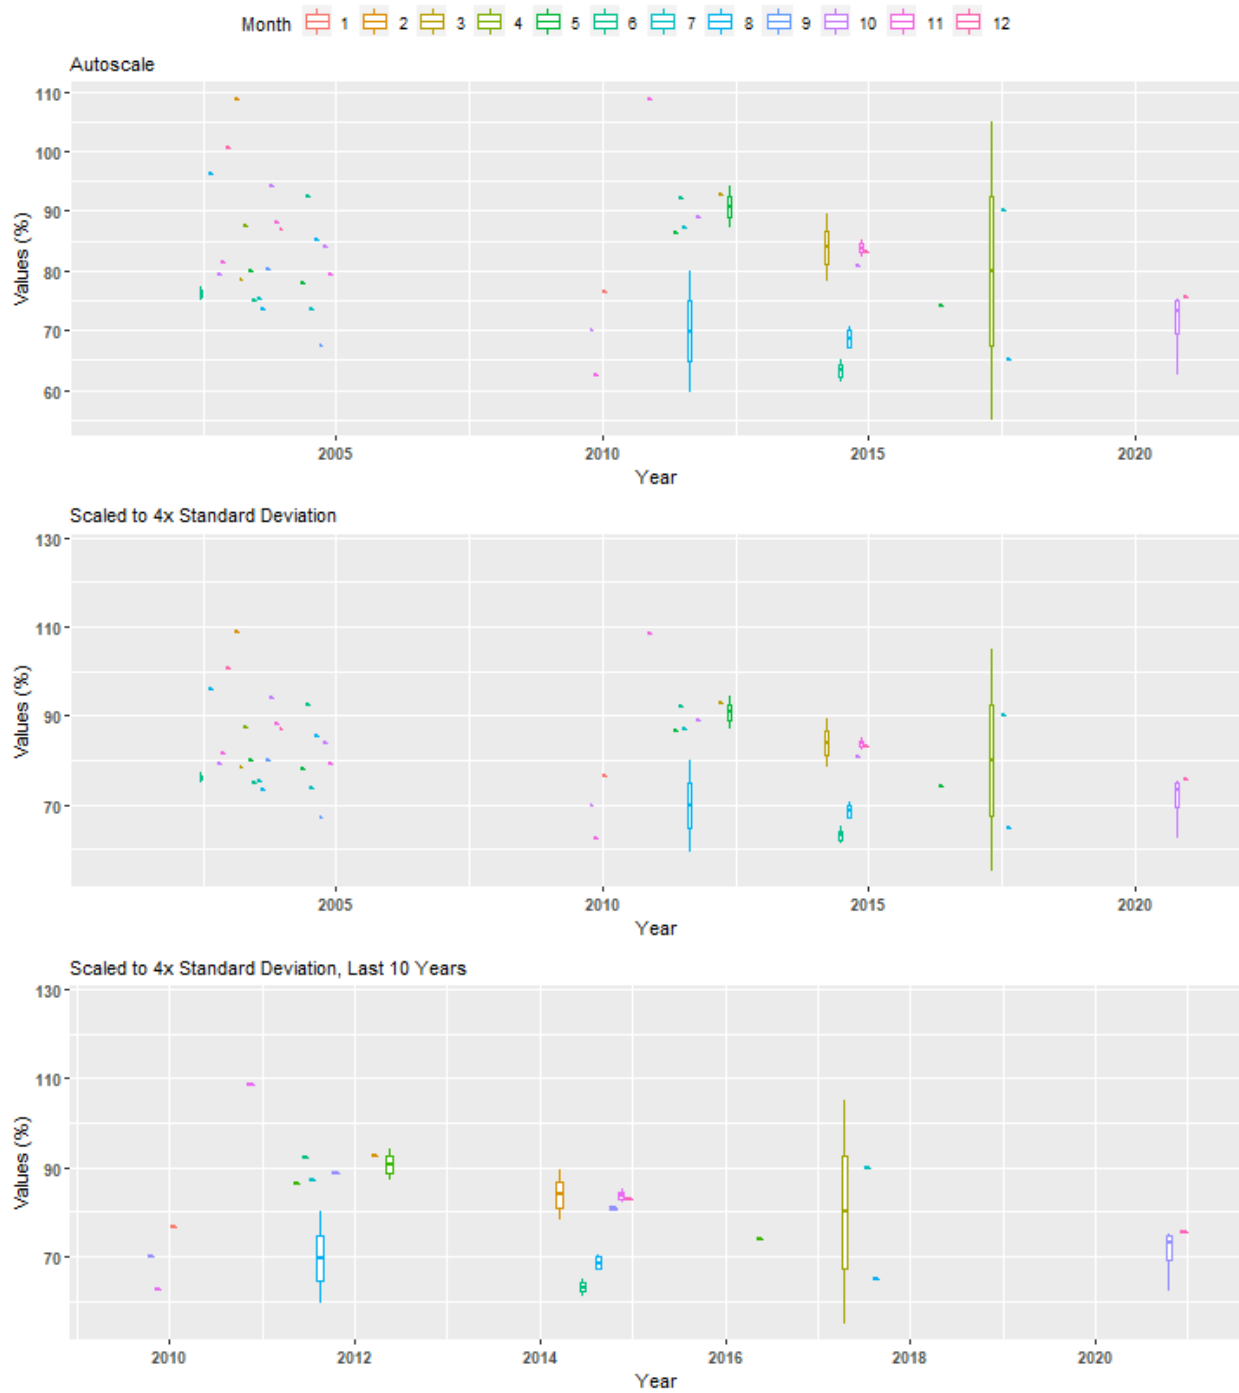 Month 1 2 3 4 5 6 7 8 9 10 11 12
Autoscale
110
100
90
80
70
60
Values (%)
2005 2010 2015 2020
Year
Scaled to 4x Standard Deviation
130
110
90
70
Values (%)
2005 2010 2015 2020
Year
Scaled to 4x Standard Deviation, Last 10 Years
130
110
90
70
Values (%)
2010 2012 2014 2016 2018 2020
Year